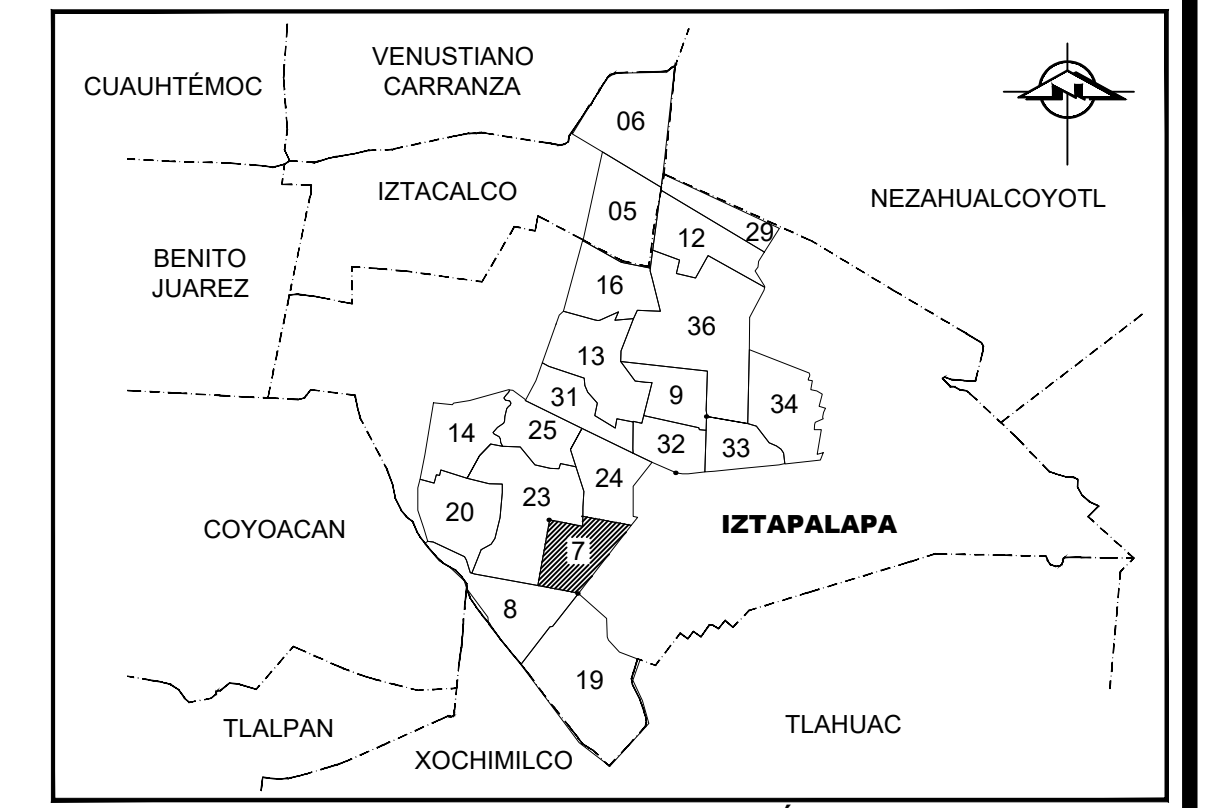 VENUSTIANO
CARRANZA
CUAUHTÉMOC
06
N
IZTACALCO
NEZAHUALCOYOTL
05
29
12
BENITO
JUAREZ
16
36
13
9
31
34
14
25
32
33
24
23
20
COYOACAN
IZTAPALAPA
7
8
19
TLALPAN
TLAHUAC
XOCHIMILCO